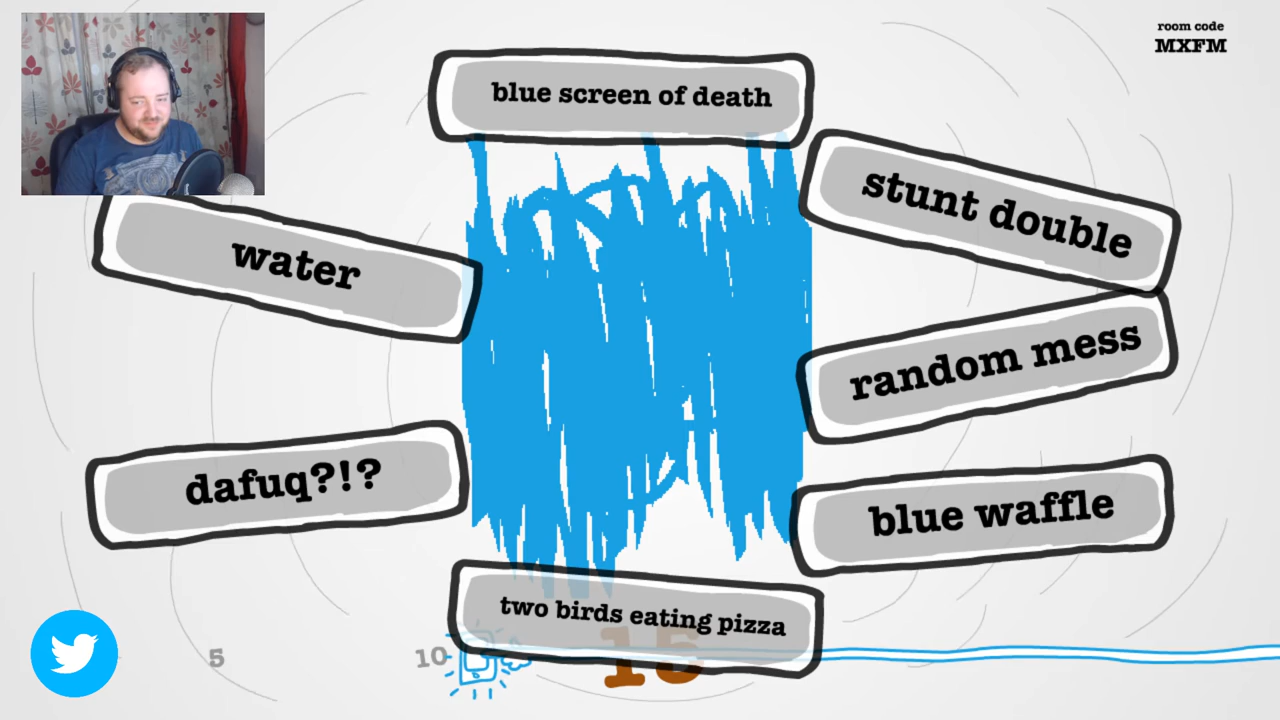 room code
MXFM
blue screen of death
stunt double
water
random mess
dafuq?!?
blue waffle
two birds eating pizza
5
10
15